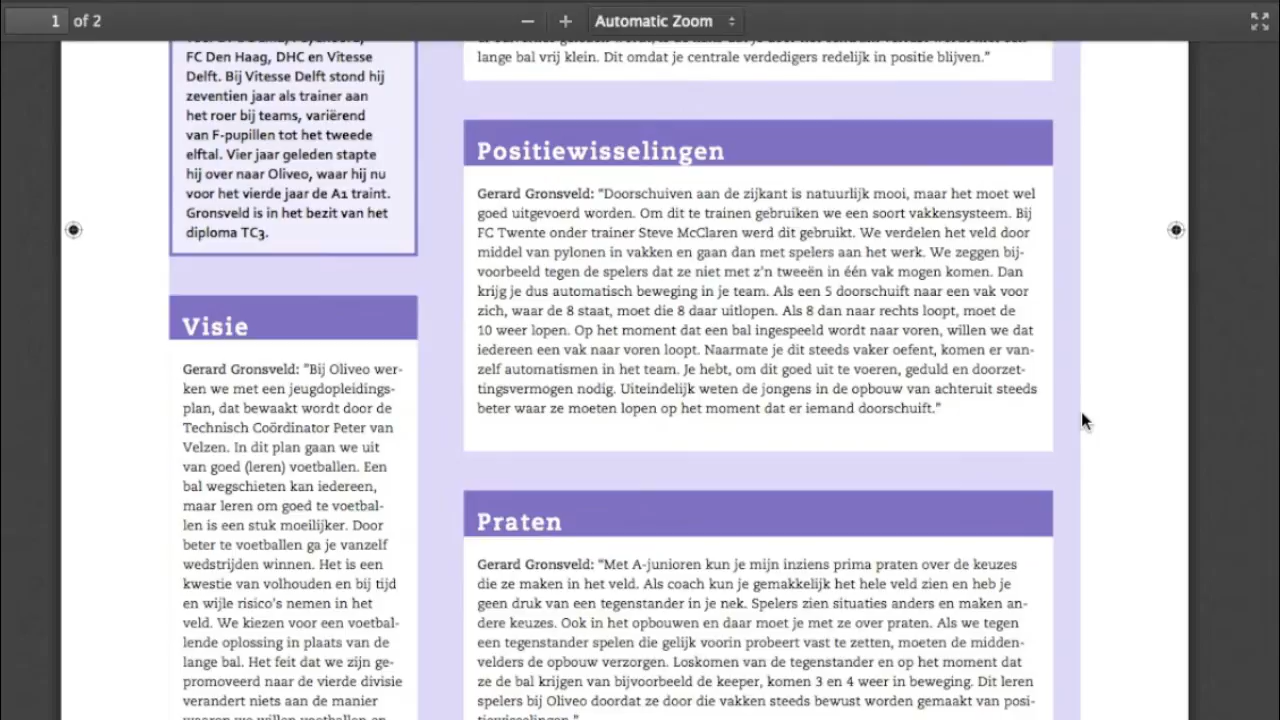 1 of 2
Automatic Zoom
FC Den Haag, DHC en Vitesse
Delft. Bij Vitesse Delft stond hij
zeventien jaar als trainer aan
het roer bij teams, variërend
van F-pupillen tot het tweede
elftal. Vier jaar geleden stapte
hij over naar Oliveo, waar hij nu
voor het vierde jaar de A1 traint.
Gronsveld is in het bezit van het
diploma TC3.
Visie
Gerard Gronsveld: "Bij Oliveo wer-
ken we met een jeugdopleidings-
plan, dat bewaakt wordt door de
Technisch Coördinator Peter van
Velzen. In dit plan gaan we uit
van goed (leren) voetballen. Een
bal wegschieten kan iedereen,
maar leren om goed te voetbal-
len is een stuk moeilijker. Door
beter te voetballen ga je vanzelf
wedstrijden winnen. Het is een
kwestie van volhouden en bij tijd
en wijle risico's nemen in het
veld. We kiezen voor een voetbal-
lende oplossing in plaats van de
lange bal. Het feit dat we zijn ge-
promoveerd naar de vierde divisie
verandert niets aan de manier
waarop we willen voetballen en
lange bal vrij klein. Dit omdat je centrale verdedigers redelijk in positie blijven."
Positiewisselingen
Gerard Gronsveld: "Doorschuiven aan de zijkant is natuurlijk mooi, maar het moet wel
goed uitgevoerd worden. Om dit te trainen gebruiken we een soort vakkensysteem. Bij
FC Twente onder trainer Steve McClaren werd dit gebruikt. We verdelen het veld door
middel van pylonen in vakken en gaan dan met spelers aan het werk. We zeggen bij-
voorbeeld tegen de spelers dat ze niet met z'n tweeën in één vak mogen komen. Dan
krijg je dus automatisch beweging in je team. Als een 5 doorschuift naar een vak voor
zich, waar de 8 staat, moet die 8 daar uitlopen. Als 8 dan naar rechts loopt, moet de
10 weer lopen. Op het moment dat een bal ingespeeld wordt naar voren, willen we dat
iedereen een vak naar voren loopt. Naarmate je dit steeds vaker oefent, komen er van-
zelf automatismen in het team. Je hebt, om dit goed uit te voeren, geduld en doorzet-
tingsvermogen nodig. Uiteindelijk weten de jongens in de opbouw van achteruit steeds
beter waar ze moeten lopen op het moment dat er iemand doorschuift."
Praten
Gerard Gronsveld: "Met A-junioren kun je mijn inziens prima praten over de keuzes
die ze maken in het veld. Als coach kun je gemakkelijk het hele veld zien en heb je
geen druk van een tegenstander in je nek. Spelers zien situaties anders en maken an-
dere keuzes. Ook in het opbouwen en daar moet je met ze over praten. Als we tegen
een tegenstander spelen die gelijk voorin probeert vast te zetten, moeten de midden-
velders de opbouw verzorgen. Loskomen van de tegenstander en op het moment dat
ze de bal krijgen van bijvoorbeeld de keeper, komen 3 en 4 weer in beweging. Dit leren
spelers bij Oliveo doordat ze door die vakken steeds bewust worden gemaakt van posi-
tiewisselingen."